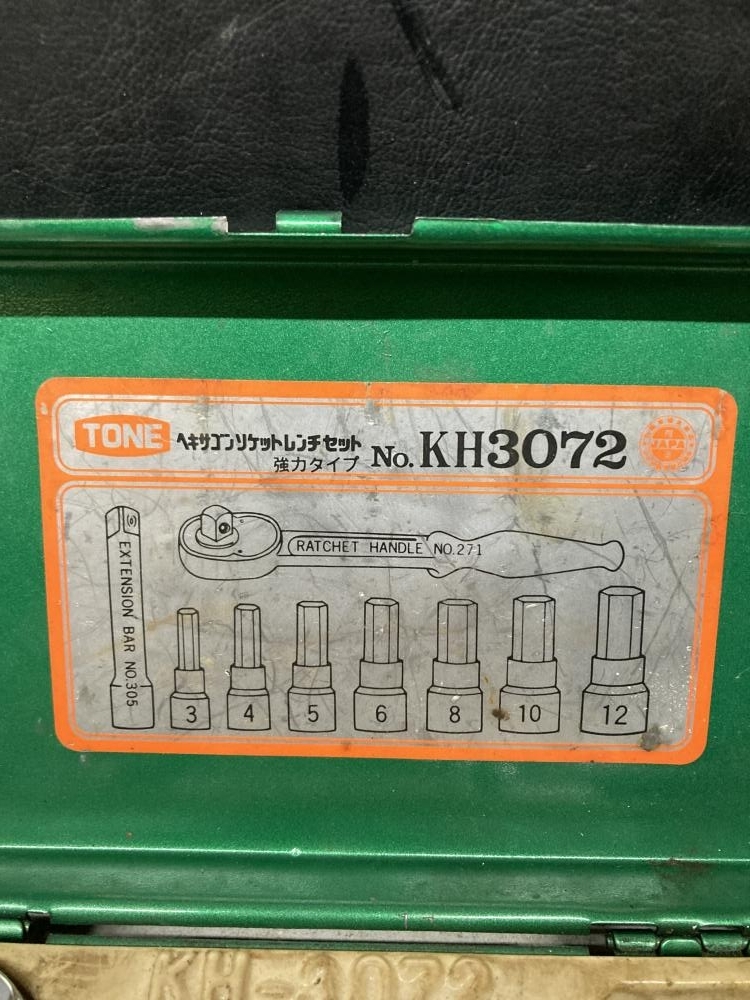 TONE ヘキサゴンソケットレンチセット
強力タイプ No. KH3072
RATCHET HANDLE NO.271
EXTENSION BAR NO.305
3 4 5 6 8 10 12
KH-3072